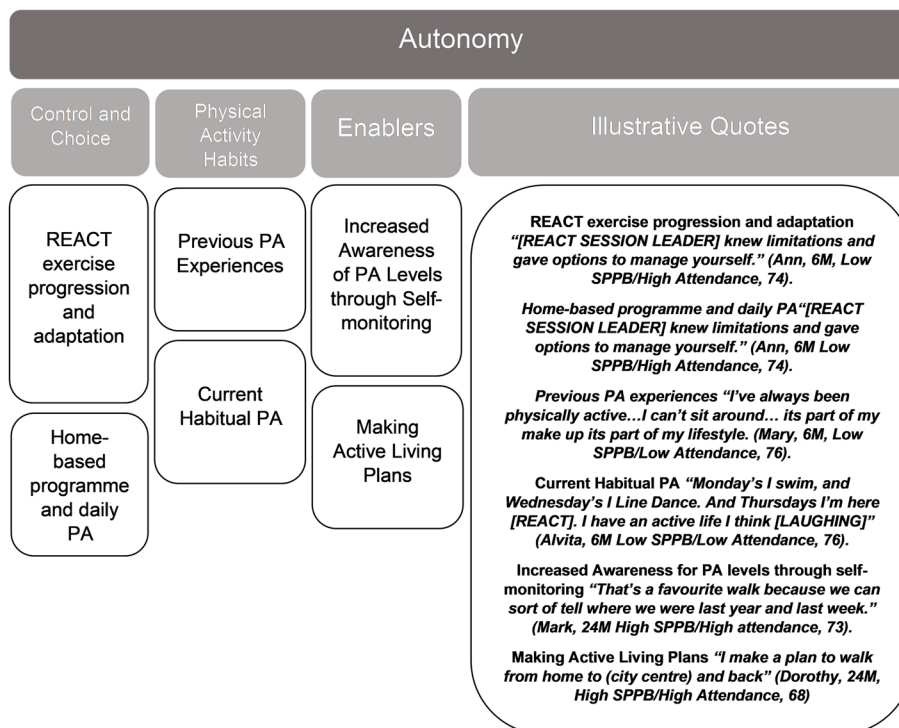 Autonomy
Control and
Choice
Physical
Activity
Habits
Enablers
Illustrative Quotes
REACT
exercise
progression
and
adaptation
Home-
based
programme
and daily
PA
Previous PA
Experiences
Current
Habitual PA
Increased
Awareness
of PA Levels
through Self-
monitoring
Making
Active Living
Plans
REACT exercise progression and adaptation
“[REACT SESSION LEADER] knew limitations and
gave options to manage yourself.” (Ann, 6M, Low
SPPB/High Attendance, 74).
Home-based programme and daily PA“[REACT
SESSION LEADER] knew limitations and gave
options to manage yourself.” (Ann, 6M Low
SPPB/High Attendance, 74).
Previous PA experiences “I’ve always been
physically active…I can’t sit around… its part of my
make up its part of my lifestyle. (Mary, 6M, Low
SPPB/Low Attendance, 76).
Current Habitual PA “Monday’s I swim, and
Wednesday’s I Line Dance. And Thursdays I’m here
[REACT]. I have an active life I think [LAUGHING]”
(Alvita, 6M Low SPPB/Low Attendance, 76).
Increased Awareness for PA levels through self-
monitoring “That’s a favourite walk because we can
sort of tell where we were last year and last week.”
(Mark, 24M High SPPB/High attendance, 73).
Making Active Living Plans “I make a plan to walk
from home to (city centre) and back” (Dorothy, 24M,
High SPPB/High Attendance, 68)